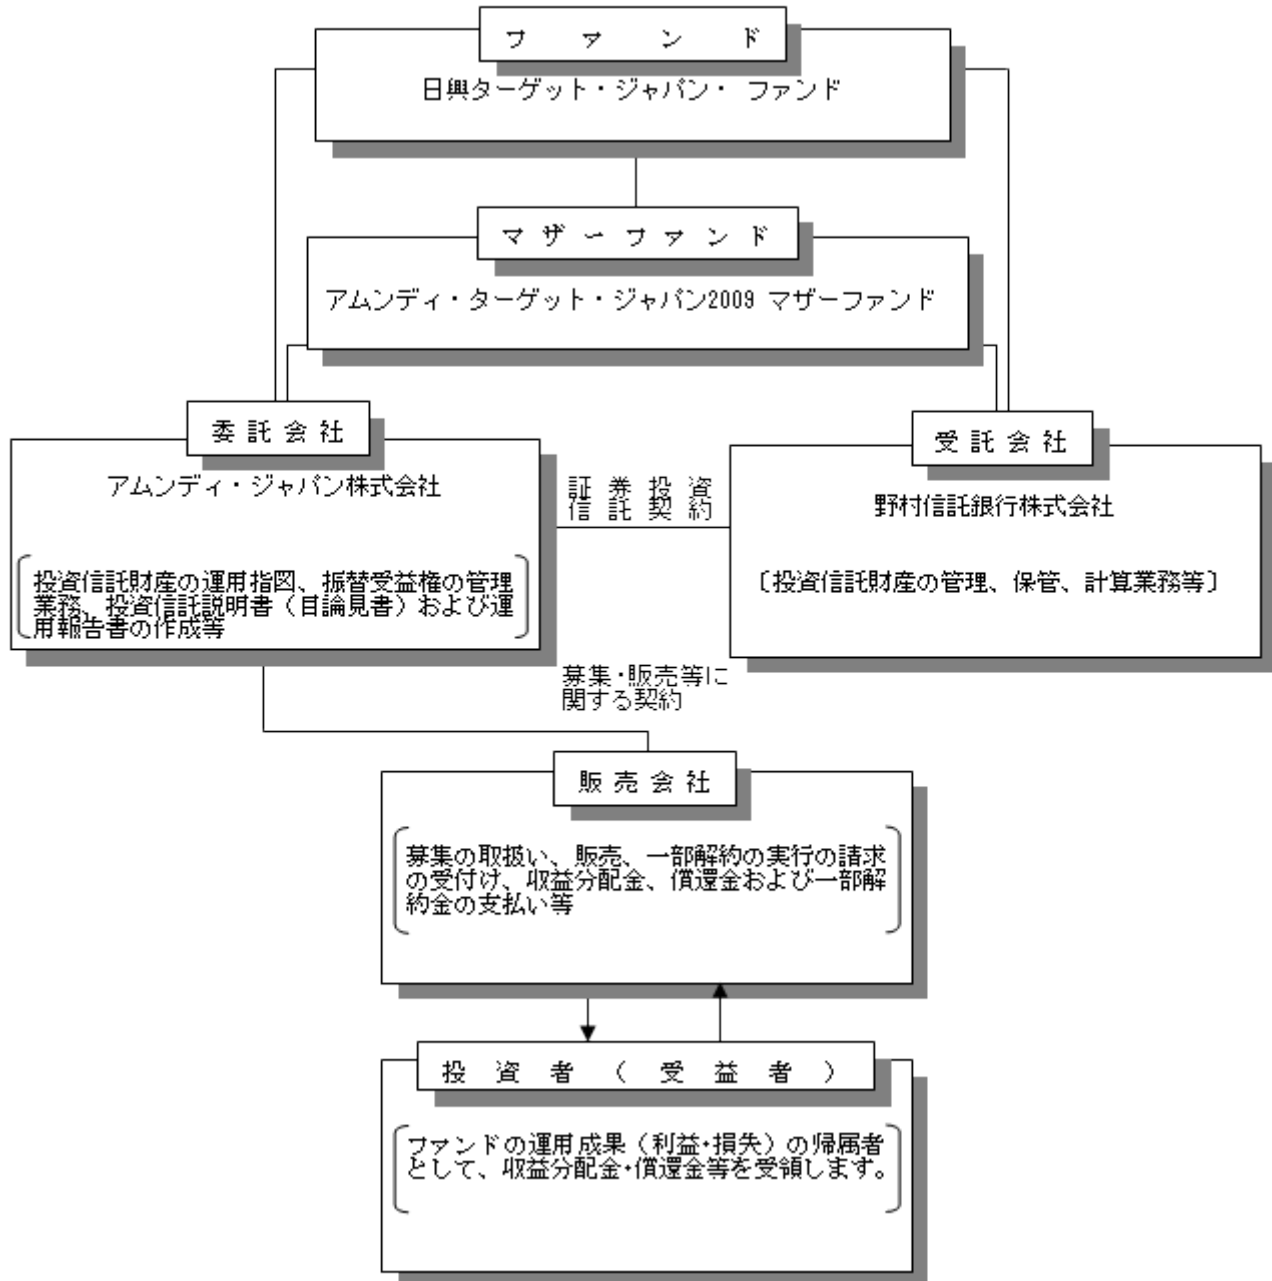 ファンド
日興ターゲット・ジャパン・ ファンド
マザーファンド
アムンディ・ターゲット・ジャパン2009 マザーファンド
委託会社
アムンディ・ジャパン株式会社
投資信託財産の運用指図、振替受益権の管理
業務、投資信託説明書（目論見書）および運
用報告書の作成等
証券投資
信託契約
受託会社
野村信託銀行株式会社
〔投資信託財産の管理、保管、計算業務等〕
募集・販売等に
関する契約
販売会社
募集の取扱い、販売、一部解約の実行の請求
の受付け、収益分配金、償還金および一部解
約金の支払い等
投資者（受益者）
ファンドの運用成果（利益・損失）の帰属者
として、収益分配金・償還金等を受領します。